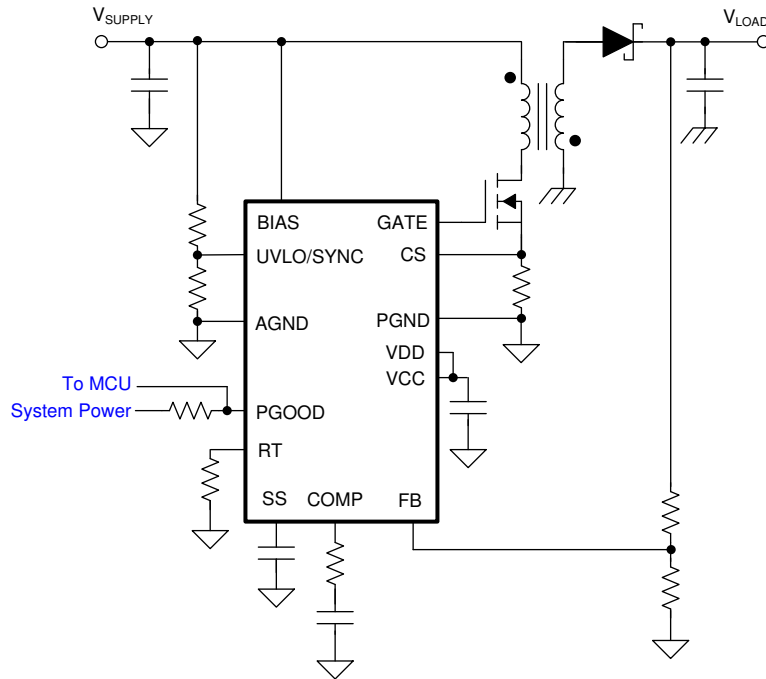 VSUPPLY
VLOAD
BIAS
GATE
UVLO/SYNC
CS
AGND
PGND
VDD
VCC
To MCU
System Power
PGOOD
RT
SS
COMP
FB